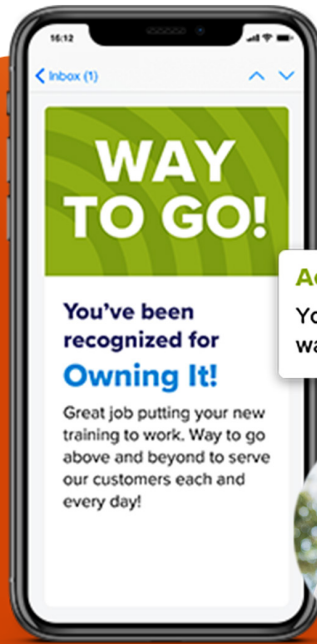 16:12
Inbox (1)
WAY
TO GO!
You've been
recognized for
Owning It!
Great job putting your new
training to work. Way to go
above and beyond to serve
our customers each and
every day!